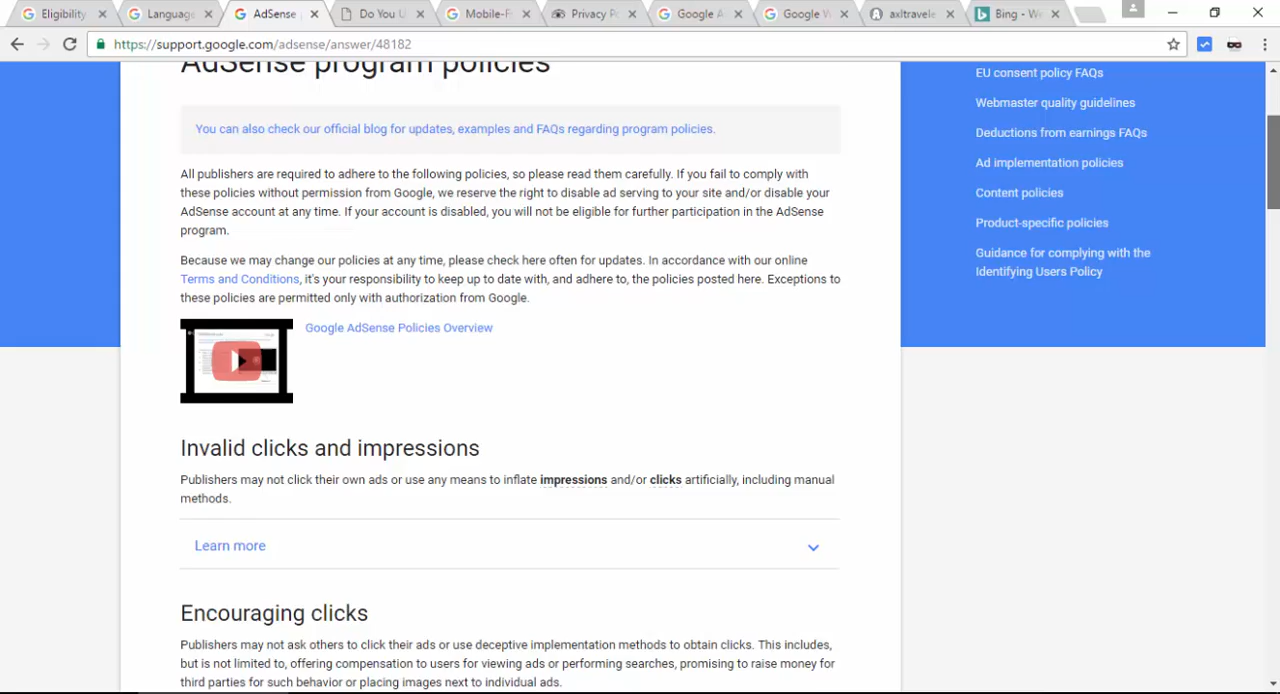 Eligibility
Language
AdSense
Do You U
Mobile-F
Privacy Po
Google A
Google W
axltravele
Bing - We
https://support.google.com/adsense/answer/48182
AdSense program policies
You can also check our official blog for updates, examples and FAQs regarding program policies.
All publishers are required to adhere to the following policies, so please read them carefully. If you fail to comply with
these policies without permission from Google, we reserve the right to disable ad serving to your site and/or disable your
AdSense account at any time. If your account is disabled, you will not be eligible for further participation in the AdSense
program.
Because we may change our policies at any time, please check here often for updates. In accordance with our online
Terms and Conditions, it's your responsibility to keep up to date with, and adhere to, the policies posted here. Exceptions to
these policies are permitted only with authorization from Google.
Google AdSense Policies Overview
Invalid clicks and impressions
Publishers may not click their own ads or use any means to inflate impressions and/or clicks artificially, including manual
methods.
Learn more
Encouraging clicks
Publishers may not ask others to click their ads or use deceptive implementation methods to obtain clicks. This includes,
but is not limited to, offering compensation to users for viewing ads or performing searches, promising to raise money for
third parties for such behavior or placing images next to individual ads.
EU consent policy FAQs
Webmaster quality guidelines
Deductions from earnings FAQs
Ad implementation policies
Content policies
Product-specific policies
Guidance for complying with the
Identifying Users Policy